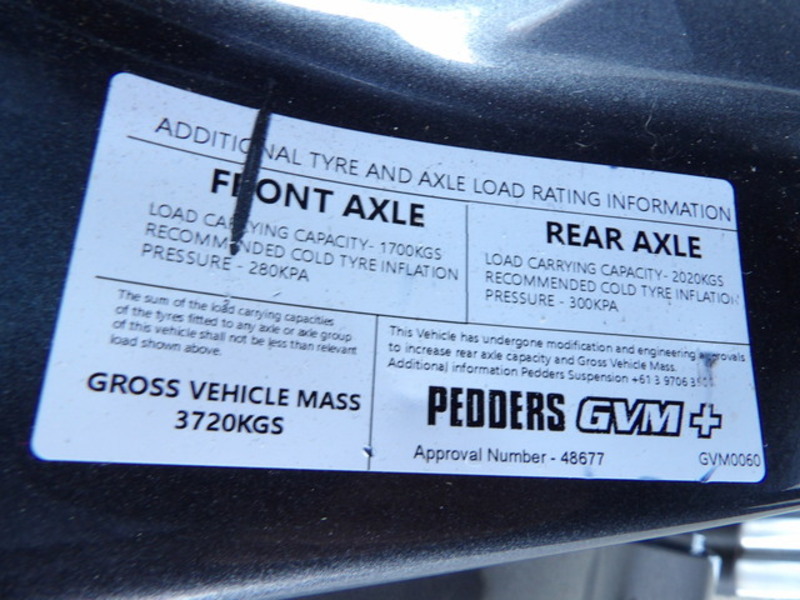 ADDITIONAL TYRE AND AXLE LOAD RATING INFORMATION
FRONT AXLE
LOAD CARRYING CAPACITY- 1700KGS
RECOMMENDED COLD TYRE INFLATION
PRESSURE - 280KPA
REAR AXLE
LOAD CARRYING CAPACITY- 2020KGS
RECOMMENDED COLD TYRE INFLATION
PRESSURE - 300KPA
The sum of the load carrying capacities
of the tyres fitted to any axle or axle group
of this vehicle shall not be less than relevant
load shown above.
GROSS VEHICLE MASS
3720KGS
This Vehicle has undergone modification and engineering approvals
to increase rear axle capacity and Gross Vehicle Mass.
Additional information Pedders Suspension +61 3 9706
PEDDERS GVM +
Approval Number - 48677
GVM0060